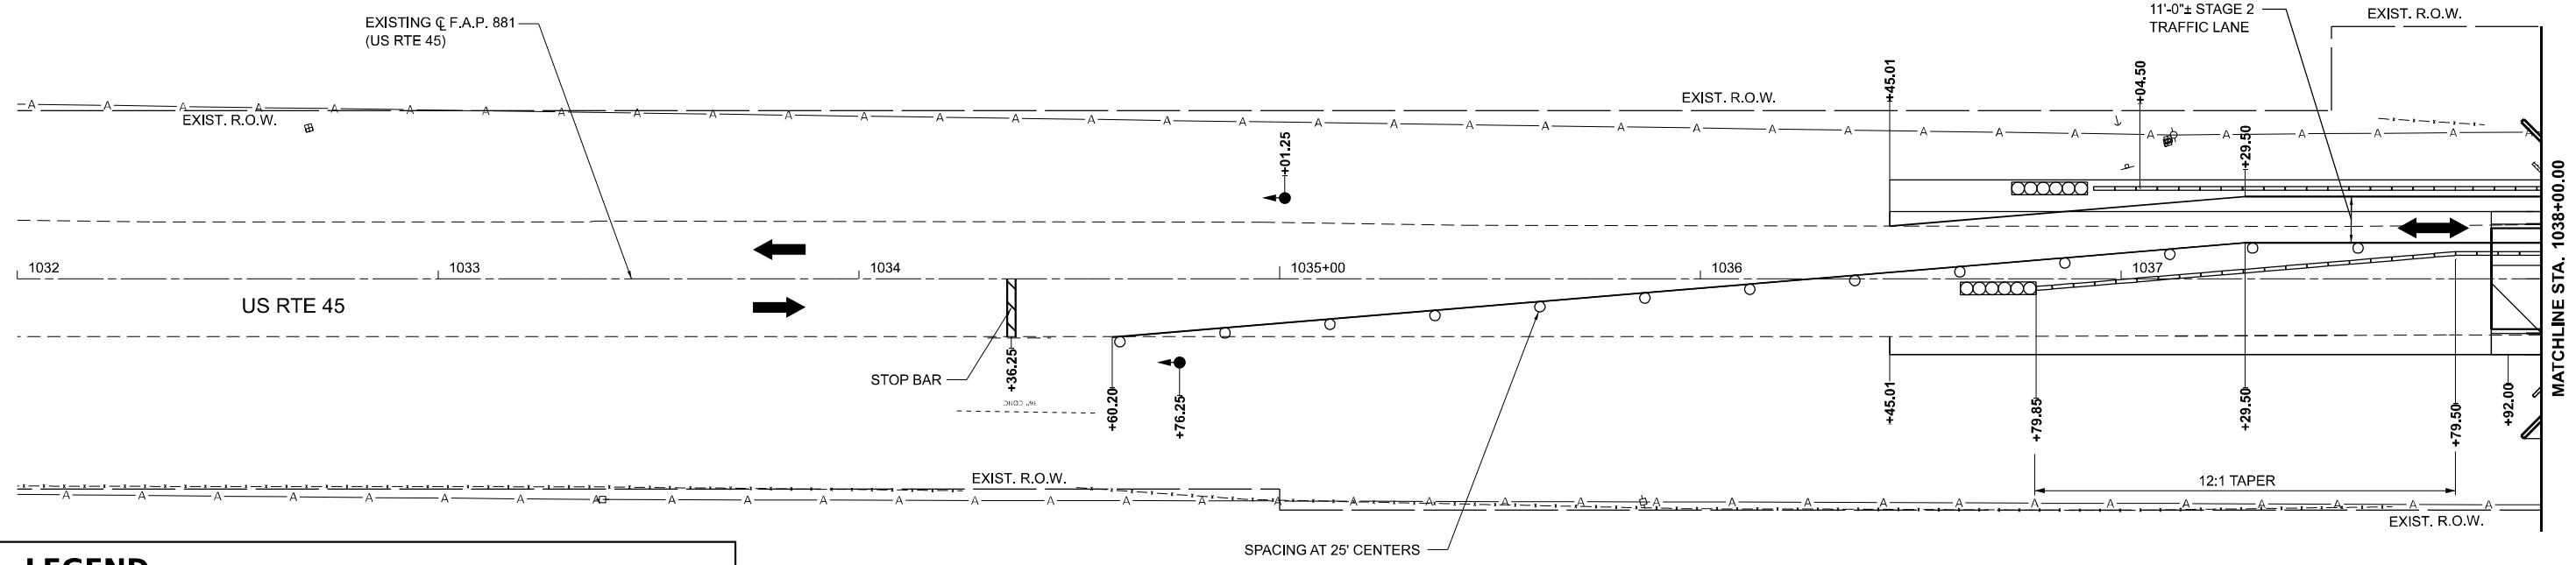 EXISTING ℄ F.A.P. 881
(US RTE 45)
11'-0"± STAGE 2
TRAFFIC LANE
EXIST. R.O.W.
EXIST. R.O.W.
EXIST. R.O.W.
+45.01
+04.50
+01.25
+29.50
1032
1033
1034
1035+00
1036
1037
US RTE 45
MATCHLINE STA. 1038+00.00
STOP BAR
+36.25
36" CONC
+60.20
+76.25
+45.01
+79.85
+29.50
+79.50
+92.00
12:1 TAPER
EXIST. R.O.W.
EXIST. R.O.W.
SPACING AT 25' CENTERS
LEGEND